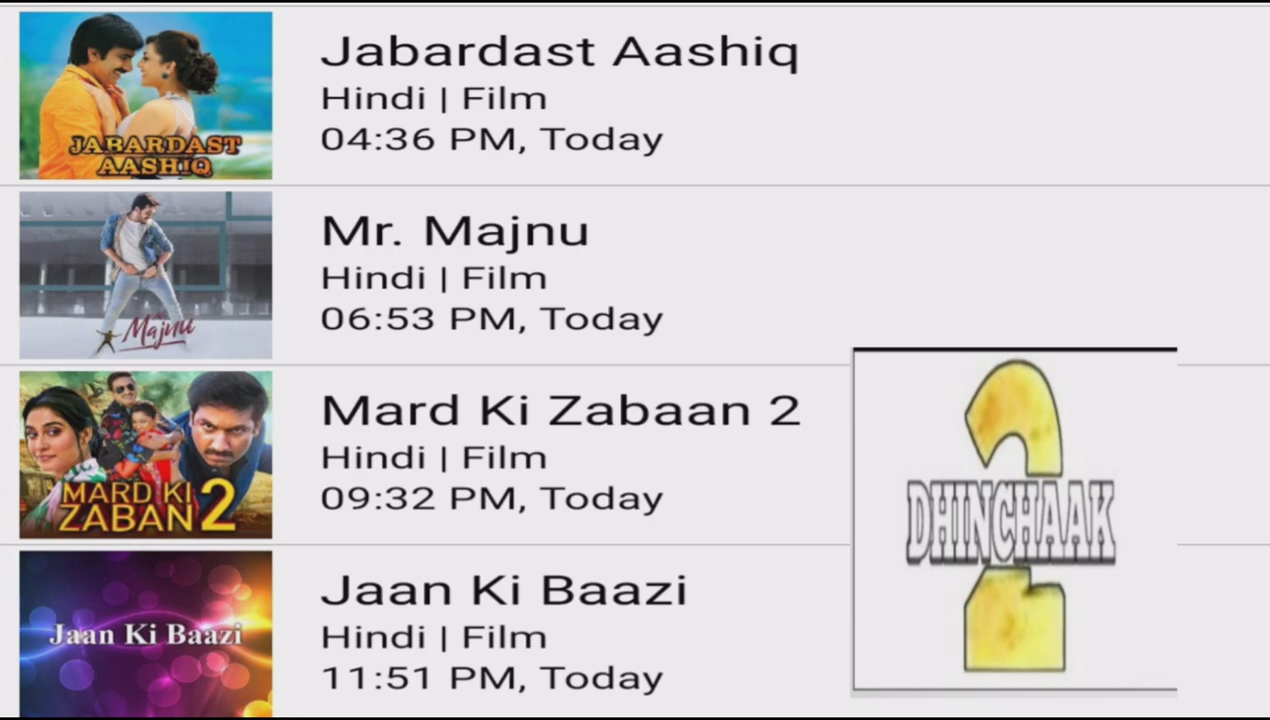 JABARDAST
AASHIQ
Jabardast Aashiq
Hindi | Film
04:36 PM, Today
Mr.
Majnu
Mr. Majnu
Hindi | Film
06:53 PM, Today
MARD KI
ZABAN 2
Mard Ki Zabaan 2
Hindi | Film
09:32 PM, Today
DHINCHAAK
2
Jaan Ki Baazi
Jaan Ki Baazi
Hindi | Film
11:51 PM, Today